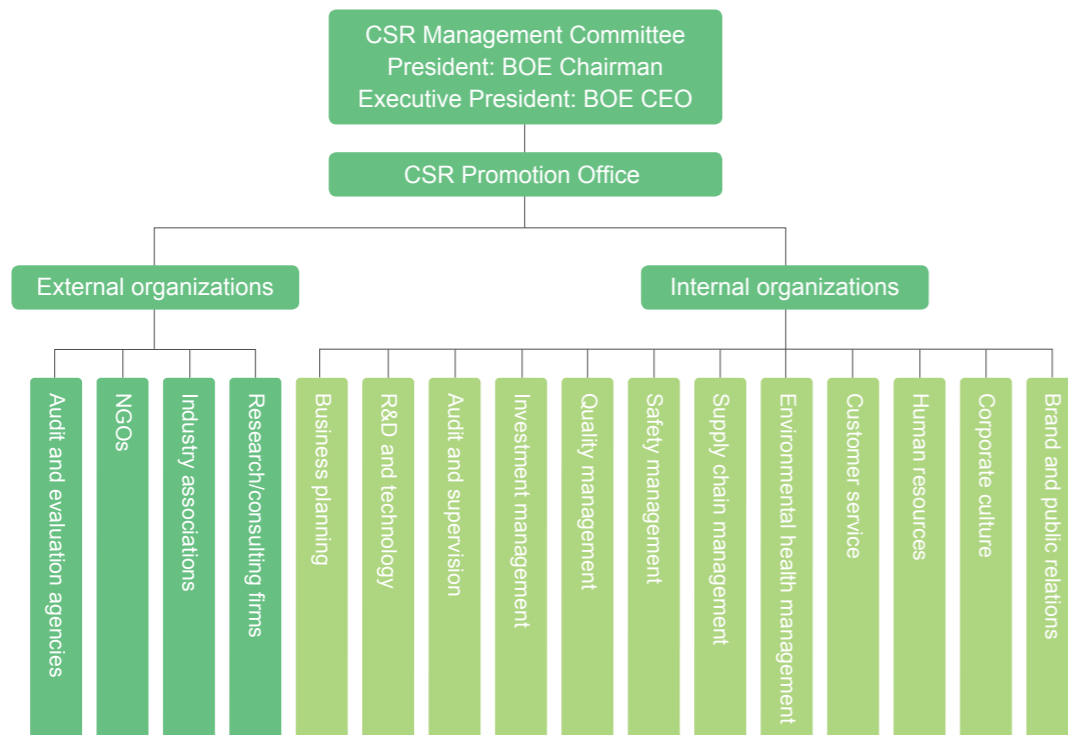 CSR Management Committee
President: BOE Chairman
Executive President: BOE CEO
CSR Promotion Office
External organizations
Internal organizations
Audit and evaluation agencies
NGOs
Industry associations
Research/consulting firms
Business planning
R&D and technology
Audit and supervision
Investment management
Quality management
Safety management
Supply chain management
Environmental health management
Customer service
Human resources
Corporate culture
Brand and public relations